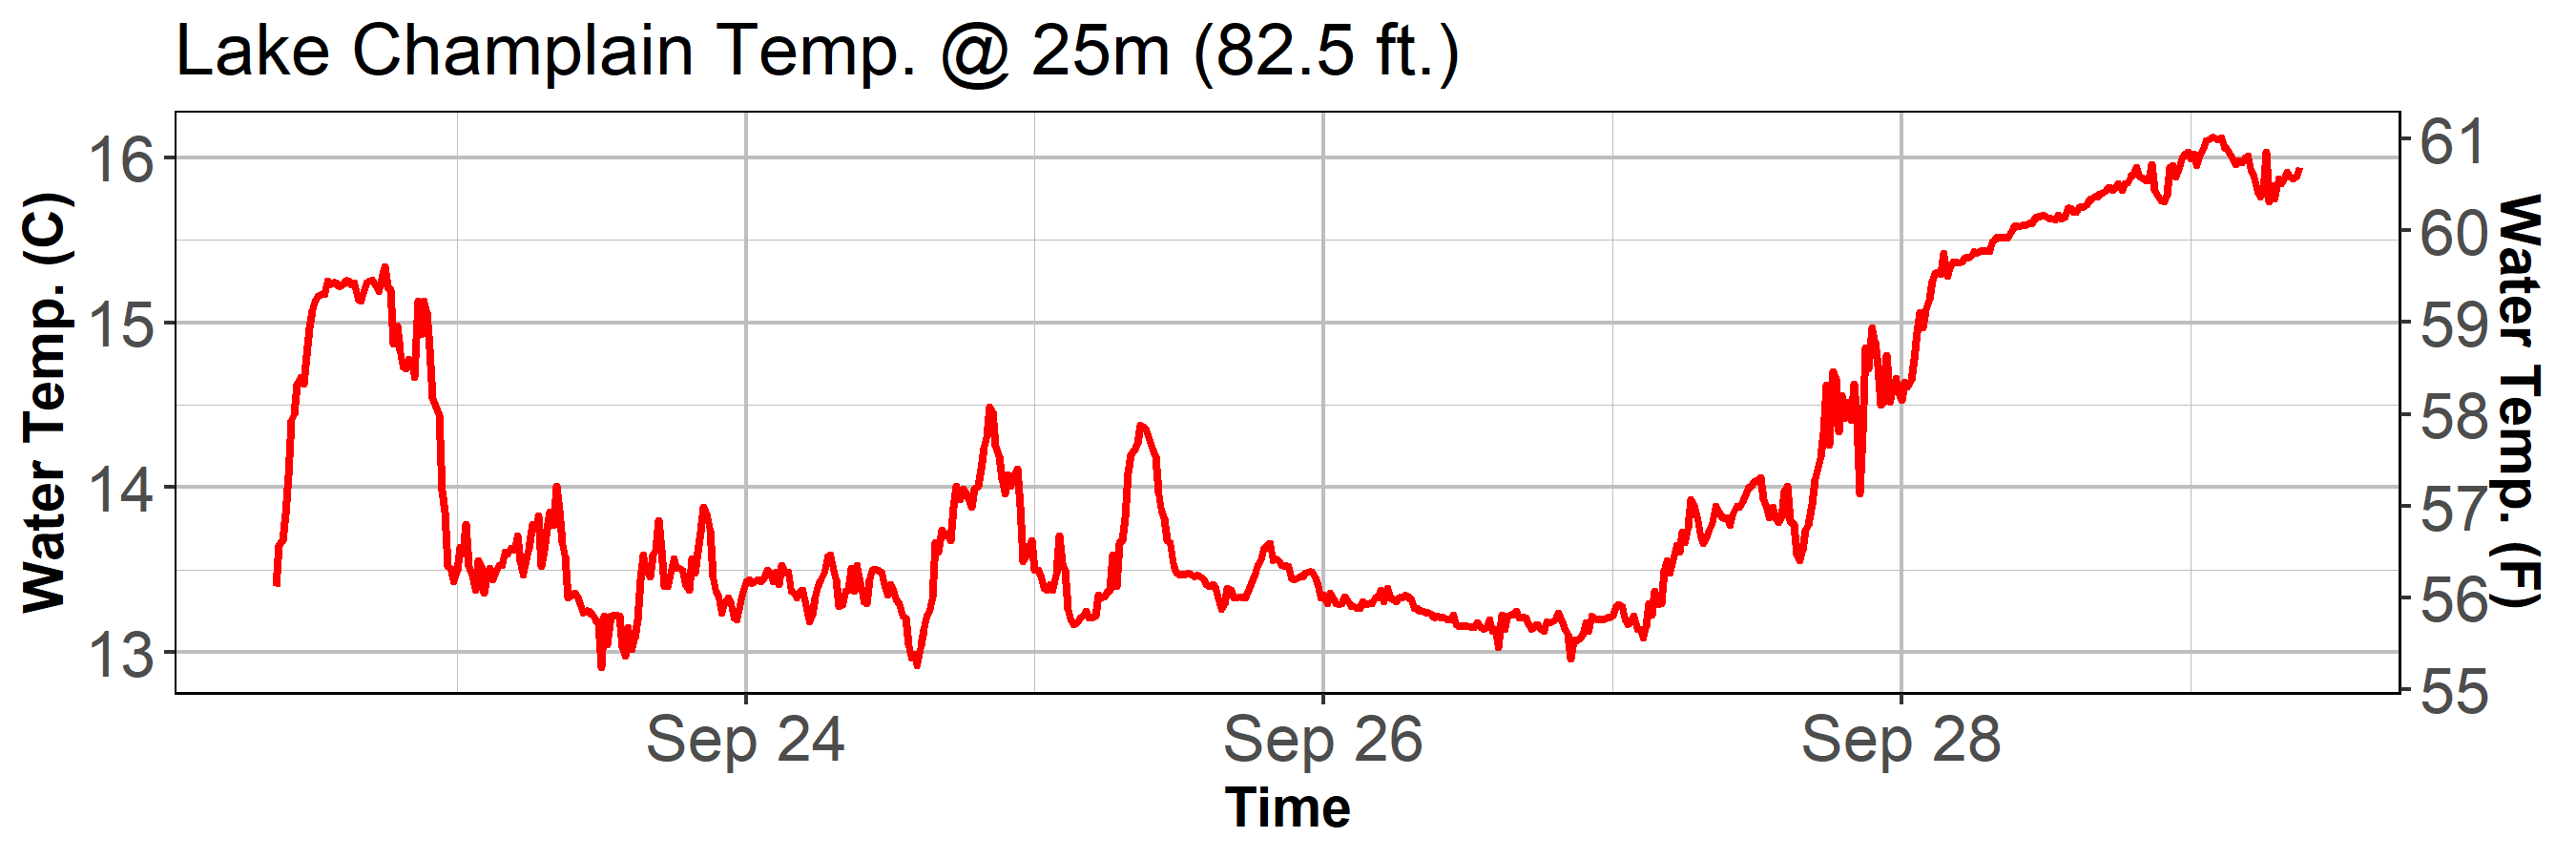 Lake Champlain Temp. @ 25m (82.5 ft.)
Water Temp. (C)
16
15
14
13
61
60
59
58
57
56
55
Water Temp. (F)
Sep 24
Sep 26
Sep 28
Time